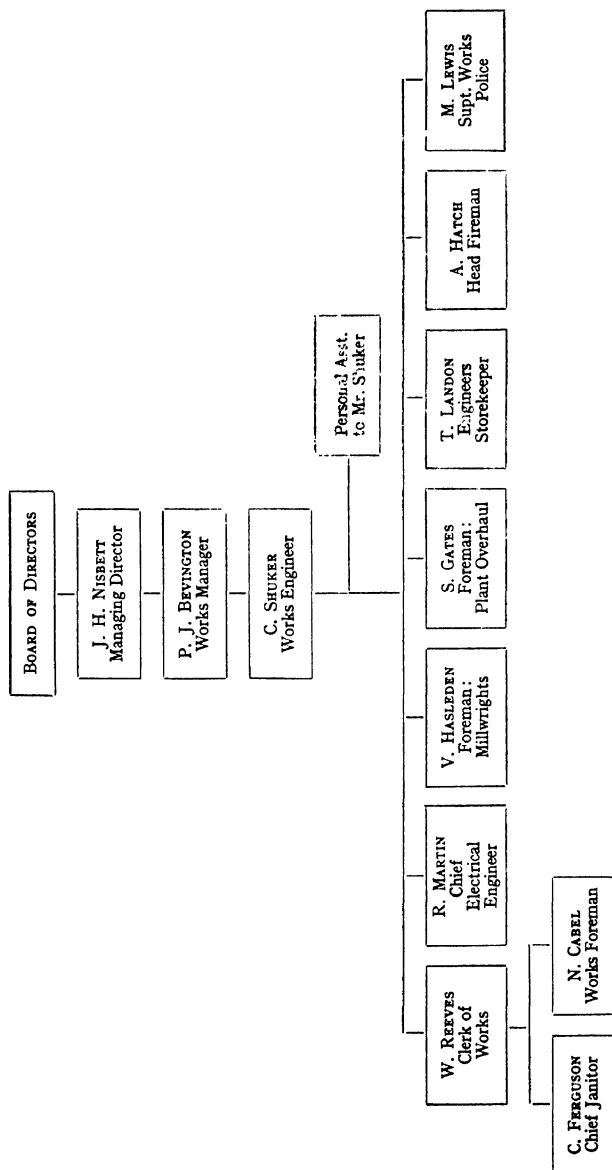 BOARD OF DIRECTORS
J. H. NISBETT
Managing Director
P. J. BEVINGTON
Works Manager
C. SHUKER
Works Engineer
Personal Asst.
to Mr. Shuker
W. REEVES
Clerk of
Works
R. MARTIN
Chief
Electrical
Engineer
V. HASLEDEN
Foreman:
Millwrights
S. GATES
Foreman:
Plant Overhaul
T. LANDON
Engineers
Storekeeper
A. HATCH
Head Fireman
M. LEWIS
Supt. Works
Police
C. FERGUSON
Chief Janitor
N. CABEL
Works Foreman